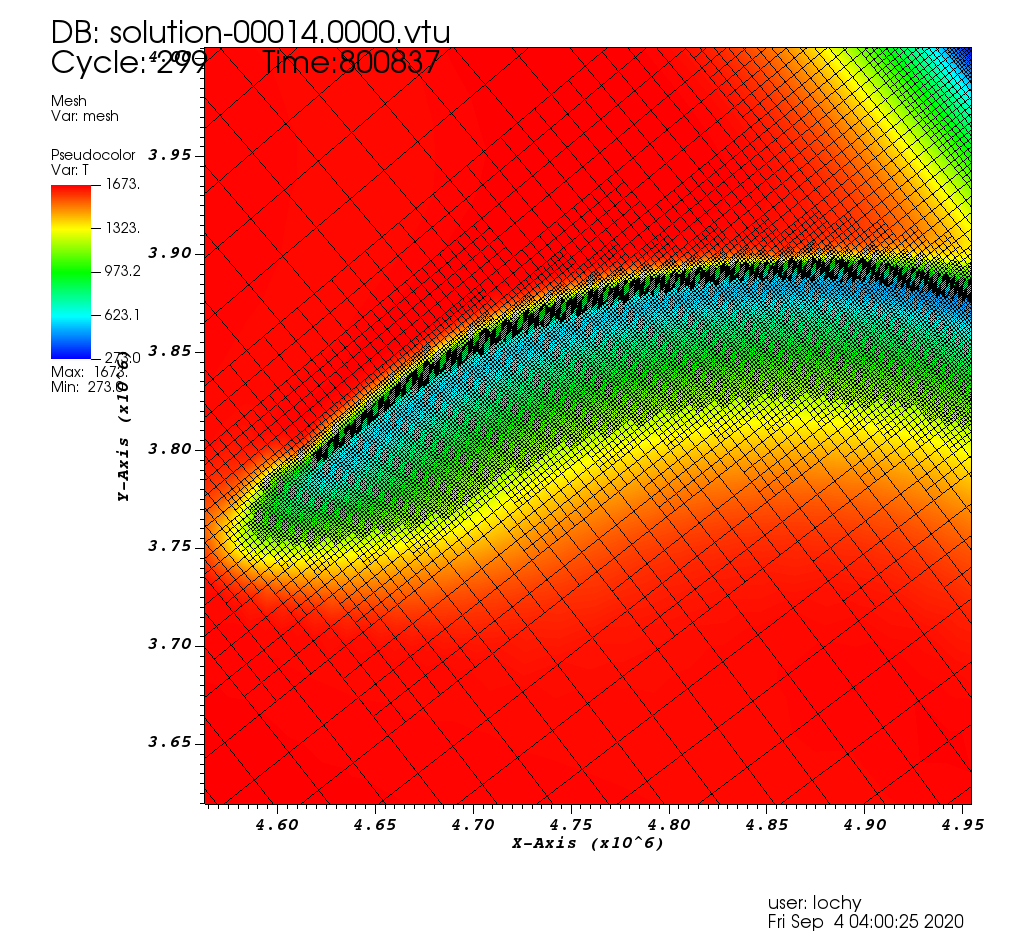 DB: solution-00014.0000.vtu
Cycle: 299 Time:800837
Mesh
Var: mesh
Pseudocolor
Var: T
1673.
1323.
973.2
623.1
273.0
Max: 1673.
Min: 273.0
Y-Axis (x10^6)
4.00
3.95
3.90
3.85
3.80
3.75
3.70
3.65
4.60 4.65 4.70 4.75 4.80 4.85 4.90 4.95
X-Axis (x10^6)
user: lochy
Fri Sep 4 04:00:25 2020